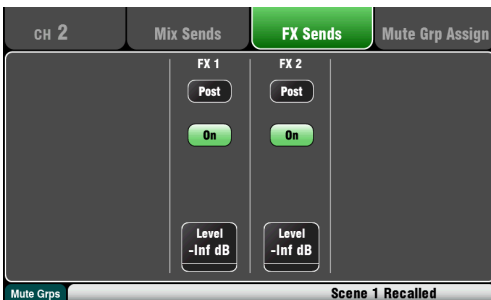 CH 2 Mix Sends FX Sends Mute Grp Assign
FX 1 FX 2
Post Post
On On
Level Level
-Inf dB -Inf dB
Mute Grps Scene 1 Recalled